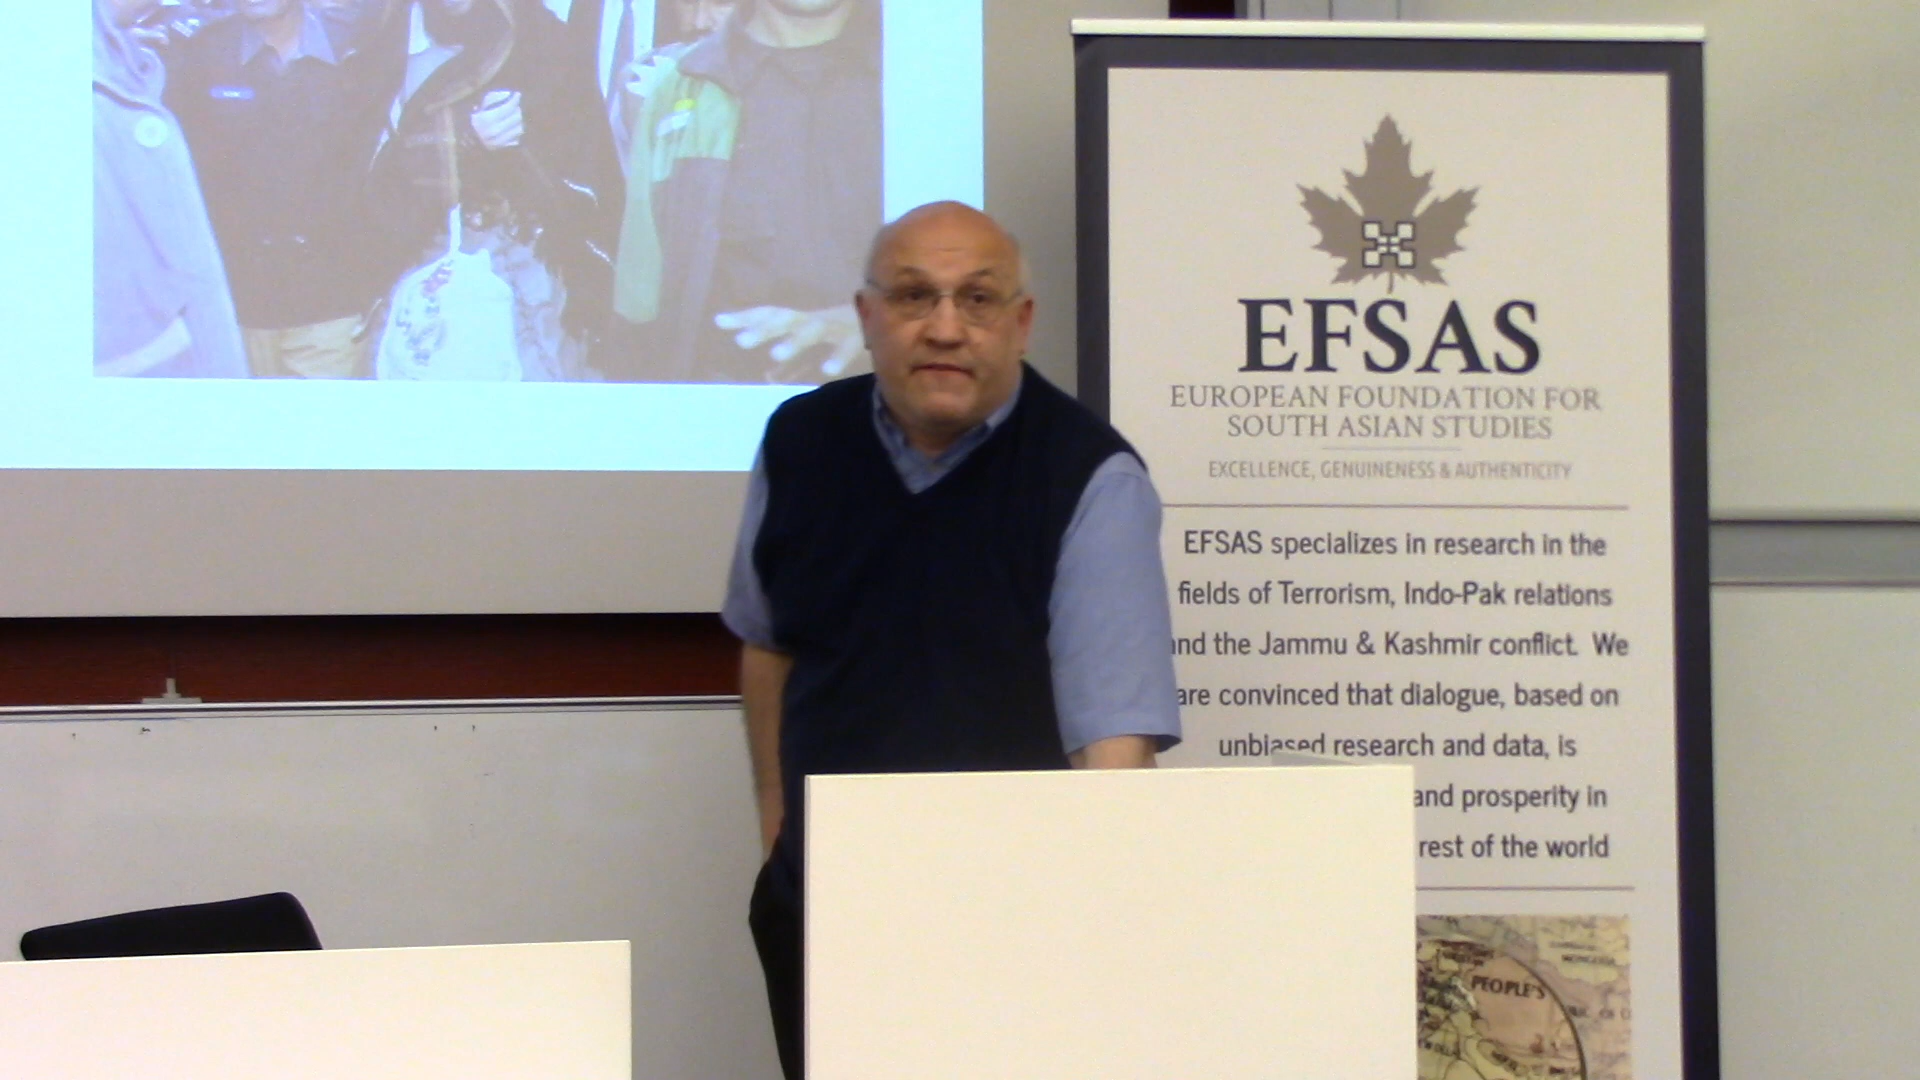 EFSAS
EUROPEAN FOUNDATION FOR
SOUTH ASIAN STUDIES
EXCELLENCE, GENUINENESS & AUTHENTICITY
EFSAS specializes in research in the
fields of Terrorism, Indo-Pak relations
and the Jammu & Kashmir conflict. We
are convinced that dialogue, based on
unbiased research and data, is
and prosperity in
rest of the world
PEOPLE'S